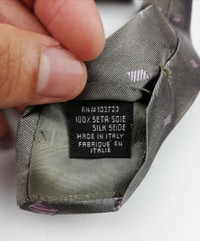 RN#103723
100% SETA SOIE
SILK SEIDE
MADE IN ITALY
FABRIQUE EN
ITALIE